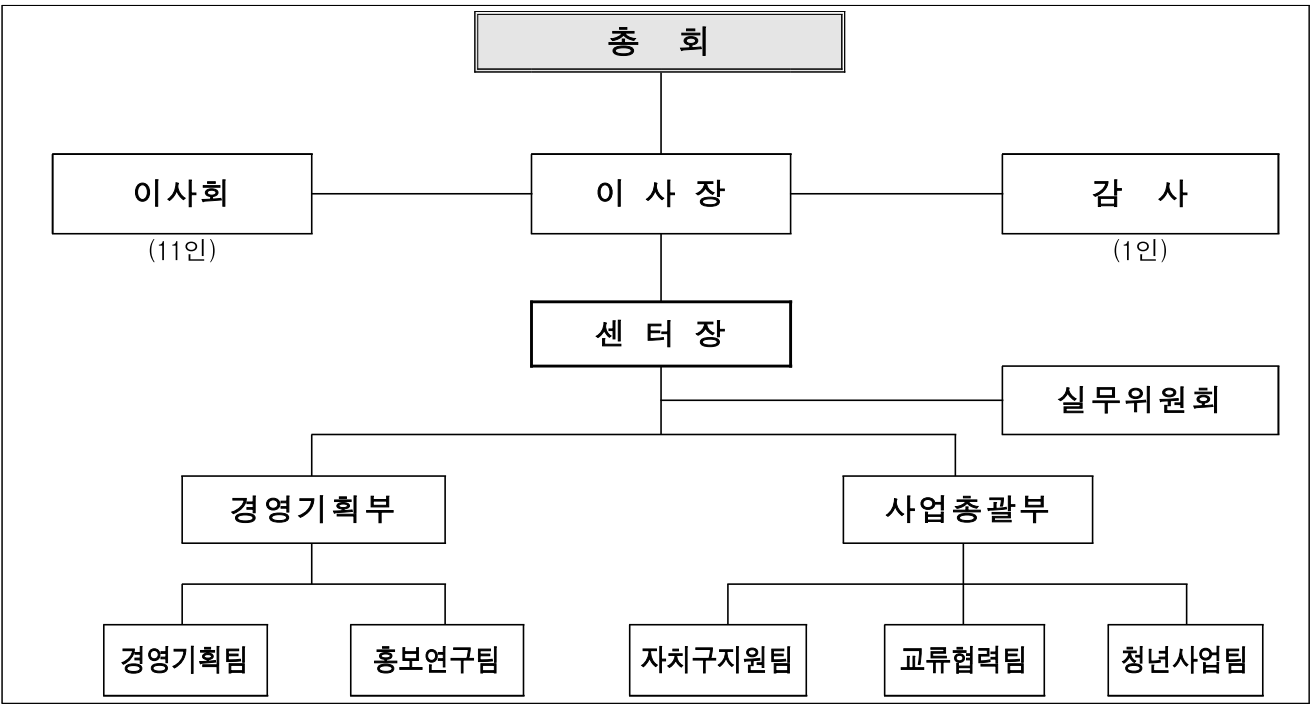 총 회
이사회
이 사 장
감 사
(11인)
(1인)
센 터 장
실무위원회
경영기획부
사업총괄부
경영기획팀
홍보연구팀
자치구지원팀
교류협력팀
청년사업팀